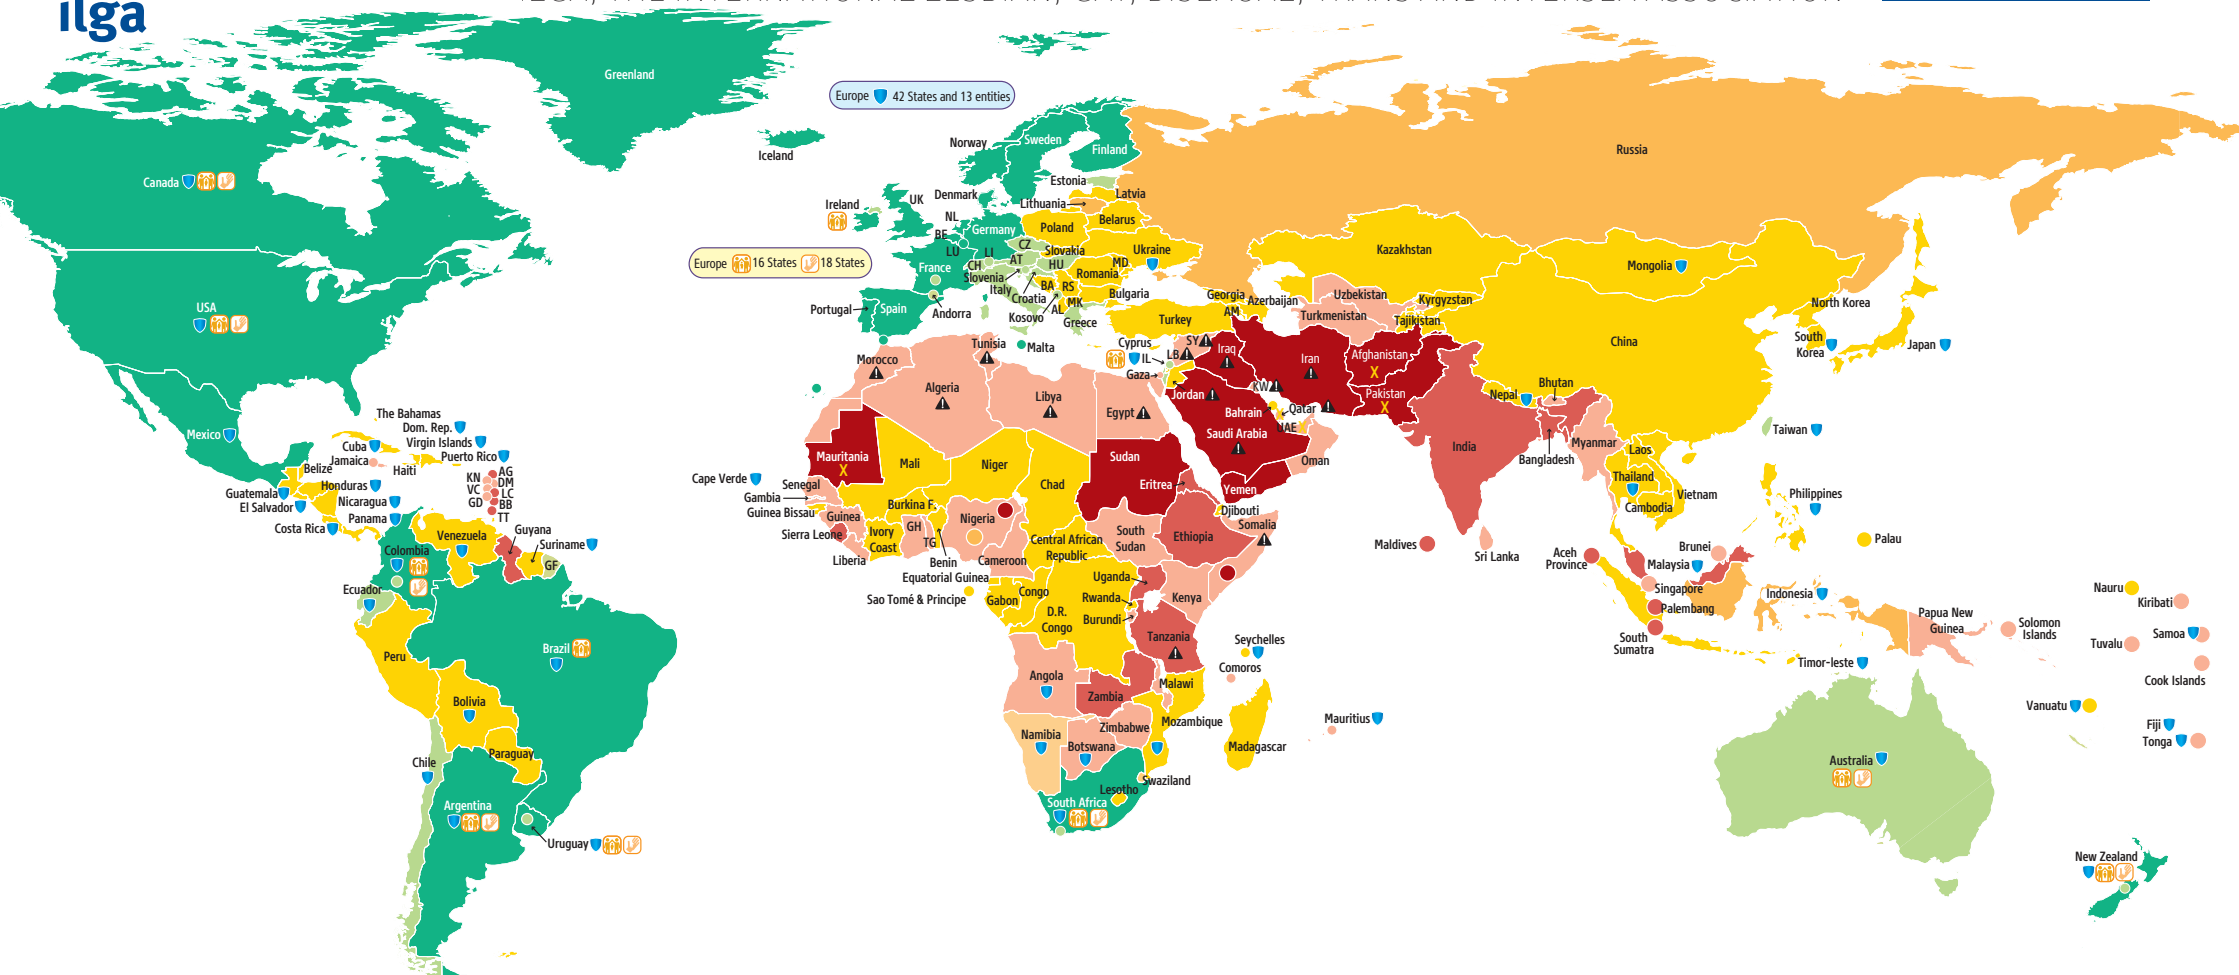 ilga
Greenland
Europe 42 States and 13 entities
Iceland
Norway
Sweden
Finland
Russia
Canada
Estonia
Latvia
Denmark
Lithuania
Ireland
UK
NL
Belarus
Poland
Germany
BE
LU
CZ
Slovakia
Ukraine
Kazakhstan
LI
AT
HU
MD
Mongolia
Europe 16 States 18 States
France
CH
Slovenia
Romania
Italy
BA
RS
Croatia
Bulgaria
Georgia
Azerbaijan
Uzbekistan
Kyrgyzstan
North Korea
USA
Portugal
Spain
Andorra
Kosovo
AL
MK
Greece
Turkey
AM
Turkmenistan
Tajikistan
China
South
Korea
Japan
Malta
Tunisia
Morocco
Cyprus
SY
LB
IL
Iraq
Iran
Afghanistan
Gaza
Algeria
Libya
Egypt
Jordan
KW
Pakistan
Nepal
Bhutan
Bahrain
Qatar
UAE
Saudi Arabia
Oman
India
Bangladesh
Myanmar
Laos
Taiwan
Mexico
The Bahamas
Dom. Rep.
Virgin Islands
Puerto Rico
Cuba
Jamaica
Haiti
Belize
Honduras
Guatemala
El Salvador
Nicaragua
Panama
Costa Rica
KN
VC
GD
AG
DM
LC
BB
TT
Mauritania
Mali
Niger
Chad
Sudan
Eritrea
Yemen
Djibouti
Somalia
Cape Verde
Senegal
Gambia
Guinea Bissau
Guinea
Sierra Leone
Liberia
Burkina F.
Ivory
Coast
GH
TG
Benin
Nigeria
Cameroon
Equatorial Guinea
Sao Tomé & Principe
Central African
Republic
South
Sudan
Ethiopia
Thailand
Vietnam
Cambodia
Philippines
Palau
Maldives
Sri Lanka
Aceh
Province
Brunei
Malaysia
Singapore
Palembang
South
Sumatra
Indonesia
Timor-leste
Papua New
Guinea
Solomon
Islands
Nauru
Kiribati
Tuvalu
Samoa
Cook Islands
Vanuatu
Fiji
Tonga
Venezuela
Guyana
Suriname
GF
Colombia
Ecuador
Peru
Brazil
Bolivia
Paraguay
Chile
Argentina
Uruguay
Gabon
Congo
D.R.
Congo
Uganda
Rwanda
Burundi
Kenya
Tanzania
Seychelles
Comoros
Angola
Zambia
Malawi
Mozambique
Zimbabwe
Namibia
Botswana
Madagascar
Mauritius
Swaziland
Lesotho
South Africa
Australia
New Zealand